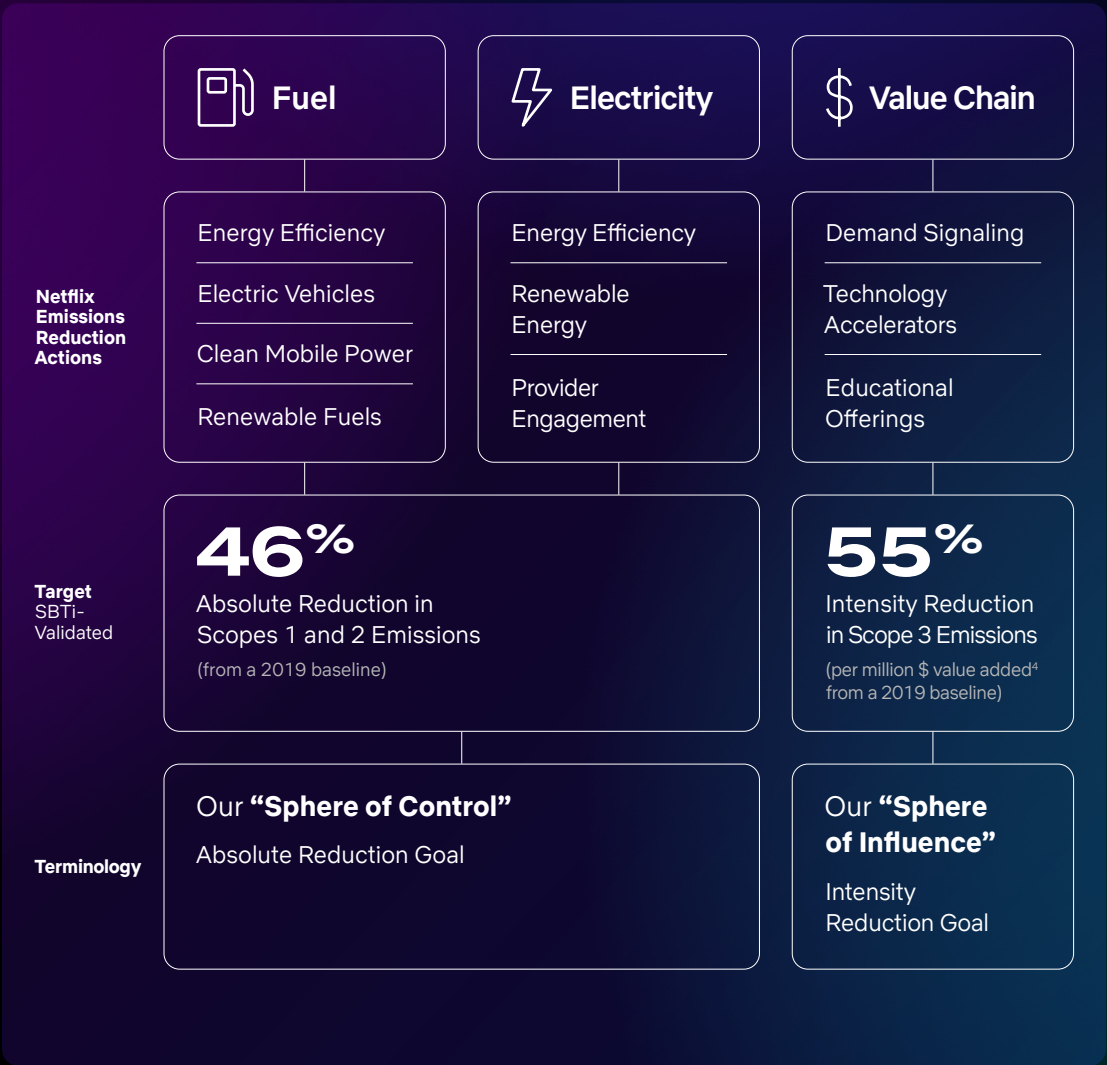 Fuel
Electricity
Value Chain
Netflix
Emissions
Reduction
Actions
Energy Efficiency
Electric Vehicles
Clean Mobile Power
Renewable Fuels
Energy Efficiency
Renewable
Energy
Provider
Engagement
Demand Signaling
Technology
Accelerators
Educational
Offerings
Target
SBTi-
Validated
46%
Absolute Reduction in
Scopes 1 and 2 Emissions
(from a 2019 baseline)
55%
Intensity Reduction
in Scope 3 Emissions
(per million $ value added⁴
from a 2019 baseline)
Terminology
Our “Sphere of Control”
Absolute Reduction Goal
Our “Sphere
of Influence”
Intensity
Reduction Goal